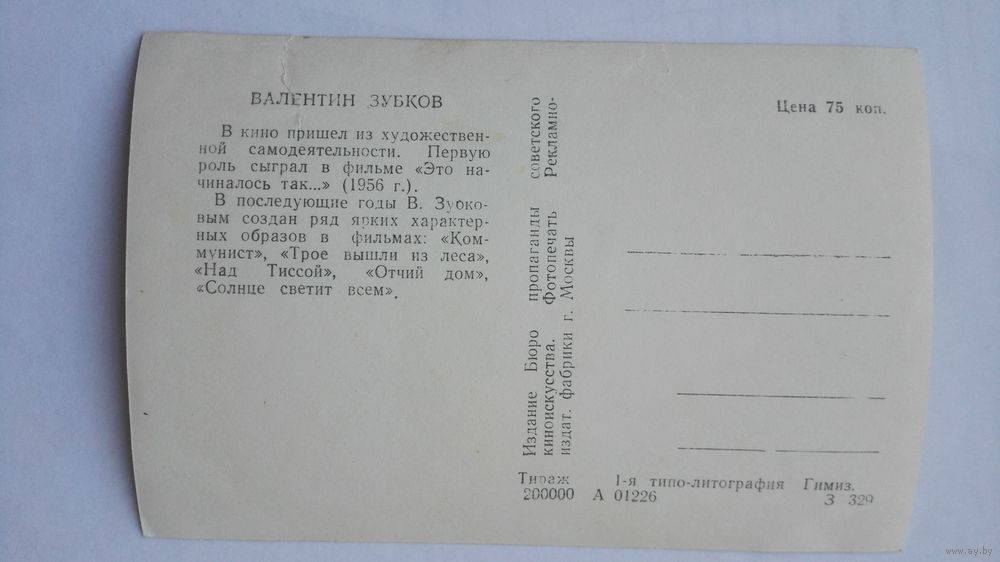 ВАЛЕНТИН ЗУБКОВ
В кино пришел из художествен-
ной самодеятельности. Первую
роль сыграл в фильме «Это на-
чиналось так...» (1956 г.).
В последующие годы В. Зубко-
вым создан ряд ярких характер-
ных образов в фильмах: «Ком-
мунист», «Трое вышли из леса»,
«Над Тиссой», «Отчий дом»,
«Солнце светит всем».
Издание Бюро пропаганды советского
киноискусства. Фотопечать Рекламно-
издат. фабрики г. Москвы
Цена 75 коп.
Тираж
200000
1-я типо-литография Гимиз.
А 01226 З 329
www.ay.by